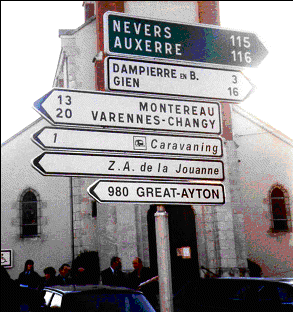 NEVERS 115
AUXERRE 116
DAMPIERRE EN B. 3
GIEN 16
13 MONTEREAU
20 VARENNES-CHANGY
1 Caravaning
Z.A. de la Jouanne
980 GREAT-AYTON